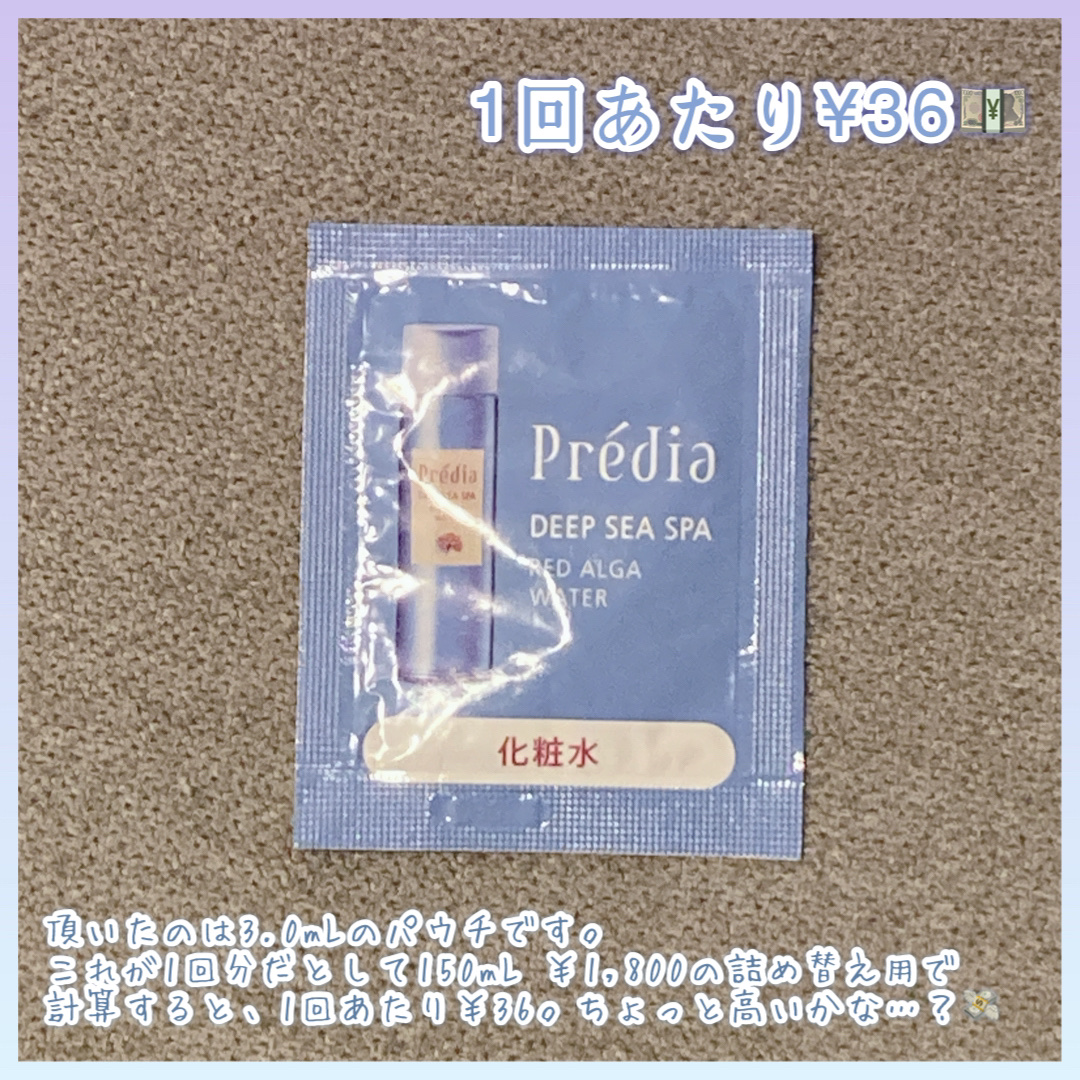 1回あたり¥36
Prédia
DEEP SEA SPA
RED ALGA
WATER
Prédia
化粧水
頂いたのは3.0mLのパウチです。
これが1回分だとして150mL ¥1,800の詰め替え用で
計算すると、1回あたり¥36。ちょっと高いかな…？